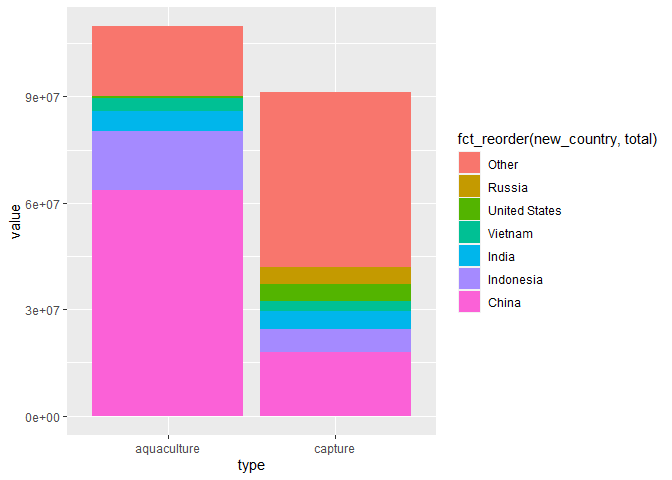 value
9e+07
6e+07
3e+07
0e+00
aquaculture
capture
type
fct_reorder(new_country, total)
Other
Russia
United States
Vietnam
India
Indonesia
China